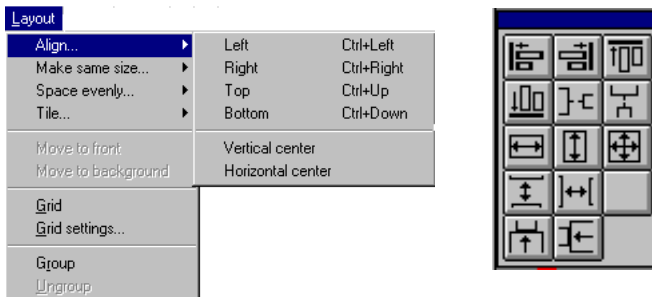 Layout
Align...
Make same size...
Space evenly...
Tile...
Move to front
Move to background
Grid
Grid settings...
Group
Ungroup
Left Ctrl+Left
Right Ctrl+Right
Top Ctrl+Up
Bottom Ctrl+Down
Vertical center
Horizontal center